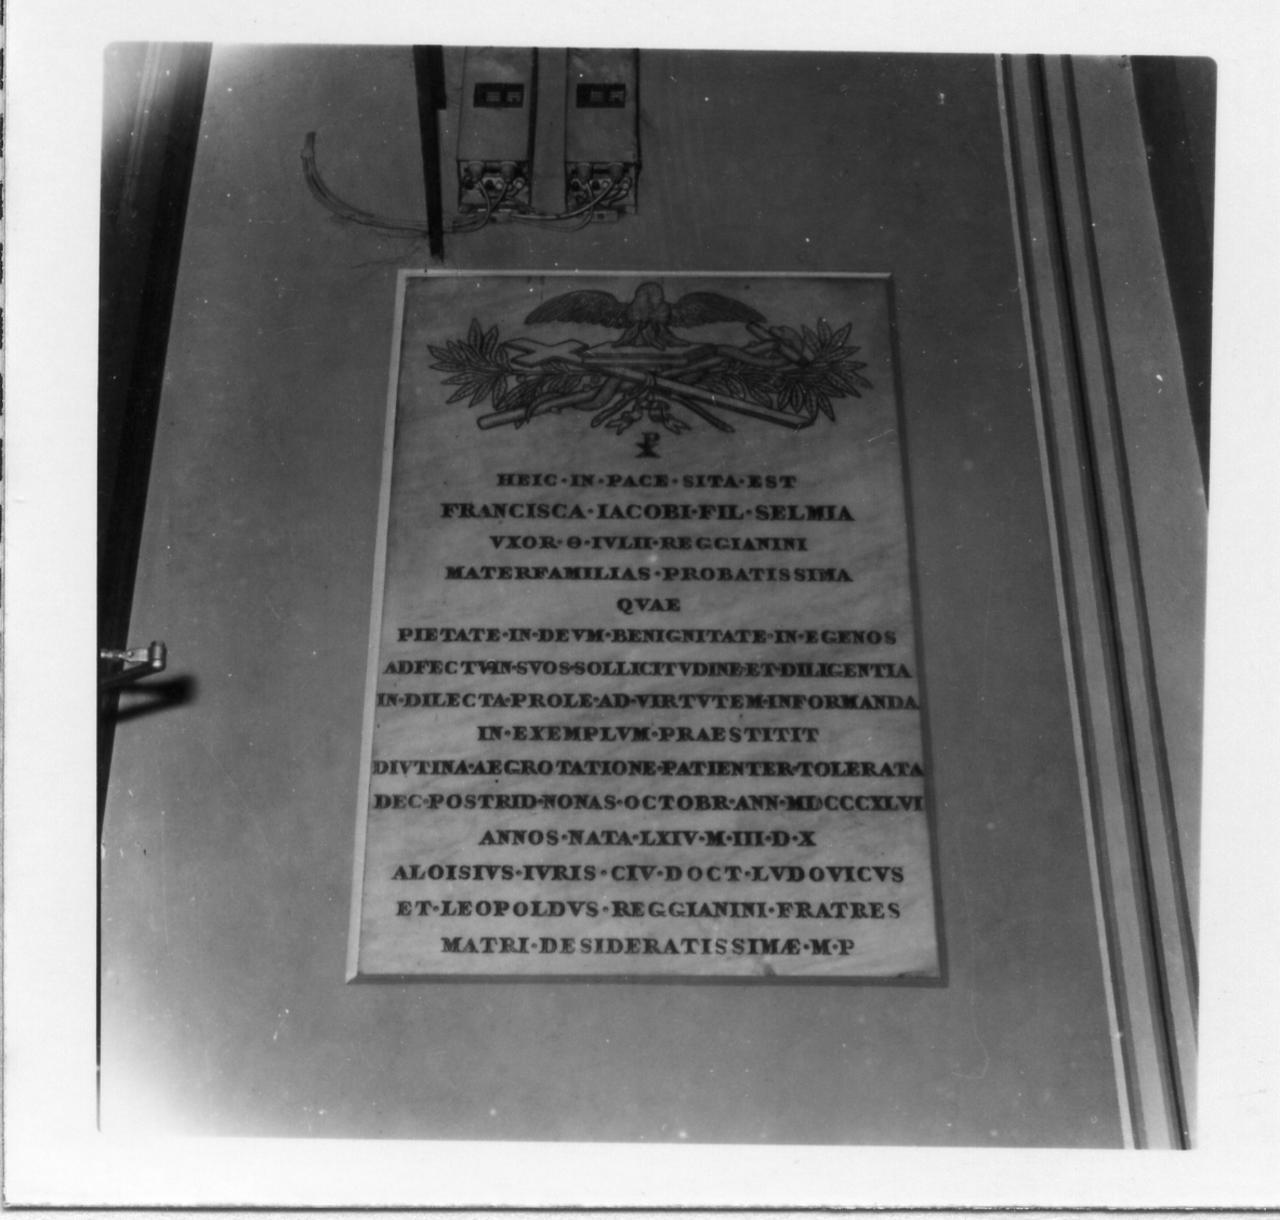 ☧
HEIC·IN·PACE·SITA·EST
FRANCISCA·IACOBI·FIL·SELMIA
VXOR·Θ·IVLII·REGGIANINI
MATERFAMILIAS·PROBATISSIMA
QVAE
PIETATE·IN·DEVM·BENIGNITATE·IN·EGENOS
ADFECTV·IN·SVOS·SOLLICITVDINE·ET·DILIGENTIA
IN·DILECTA·PROLE·AD·VIRTVTEM·INFORMANDA
IN·EXEMPLVM·PRAESTITIT
DIVTINA·AEGROTATIONE·PATIENTER·TOLERATA
DEC·POSTRID·NONAS·OCTOBR·ANN·MDCCCXLVI
ANNOS·NATA·LXIV·M·III·D·X
ALOISIVS·IVRIS·CIV·DOCT·LVDOVICVS
ET·LEOPOLDVS·REGGIANINI·FRATRES
MATRI·DESIDERATISSIMÆ·M·P